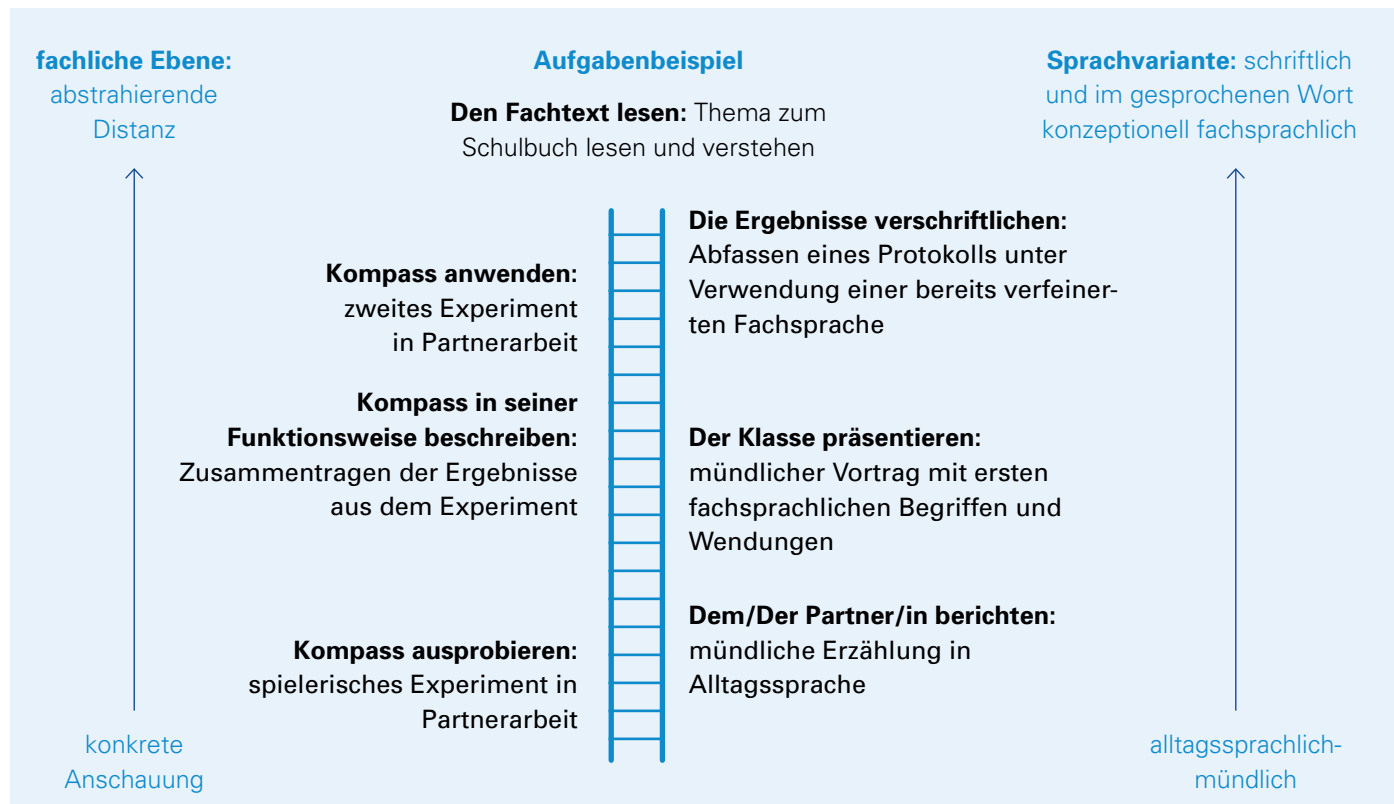 fachliche Ebene:
abstrahierende
Distanz
Aufgabenbeispiel
Den Fachtext lesen: Thema zum
Schulbuch lesen und verstehen
Sprachvariante: schriftlich
und im gesprochenen Wort
konzeptionell fachsprachlich
Die Ergebnisse verschriftlichen:
Abfassen eines Protokolls unter
Verwendung einer bereits verfeiner-
ten Fachsprache
Kompass anwenden:
zweites Experiment
in Partnerarbeit
Kompass in seiner
Funktionsweise beschreiben:
Zusammentragen der Ergebnisse
aus dem Experiment
Der Klasse präsentieren:
mündlicher Vortrag mit ersten
fachsprachlichen Begriffen und
Wendungen
Dem/Der Partner/in berichten:
mündliche Erzählung in
Alltagssprache
Kompass ausprobieren:
spielerisches Experiment in
Partnerarbeit
konkrete
Anschauung
alltagssprachlich-
mündlich